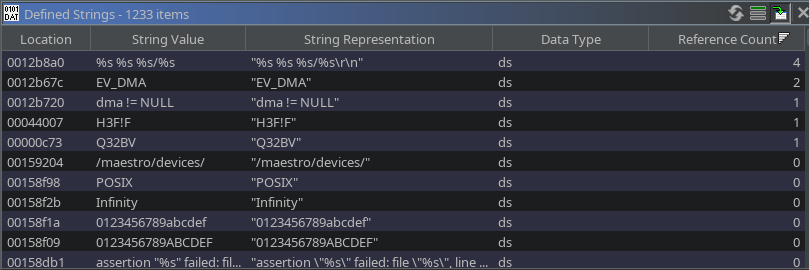 0101
DAT
Defined Strings - 1233 items
Location String Value String Representation Data Type Reference Count
0012b8a0 %s %s %s/%s "%s %s %s/%s\r\n" ds 4
0012b67c EV_DMA "EV_DMA" ds 2
0012b720 dma != NULL "dma != NULL" ds 1
00044007 H3F!F "H3F!F" ds 1
00000c73 Q32BV "Q32BV" ds 1
00159204 /maestro/devices/ "/maestro/devices/" ds 0
00158f98 POSIX "POSIX" ds 0
00158f2b Infinity "Infinity" ds 0
00158f1a 0123456789abcdef "0123456789abcdef" ds 0
00158f09 0123456789ABCDEF "0123456789ABCDEF" ds 0
00158db1 assertion "%s" failed: fil... "assertion \"%s\" failed: file \"%s\", line ... ds 0